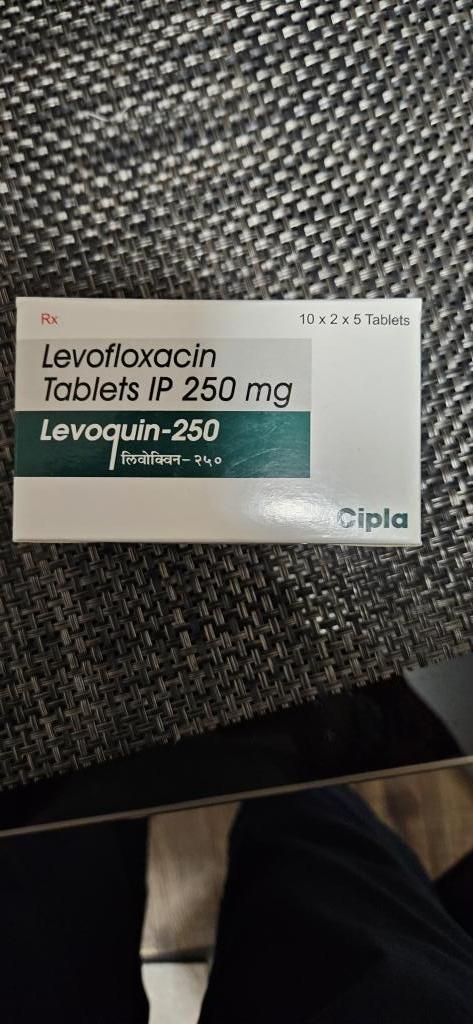 Rx
10 x 2 x 5 Tablets
Levofloxacin
Tablets IP 250 mg
Levoquin-250
लिवोक्विन-२५०
Cipla